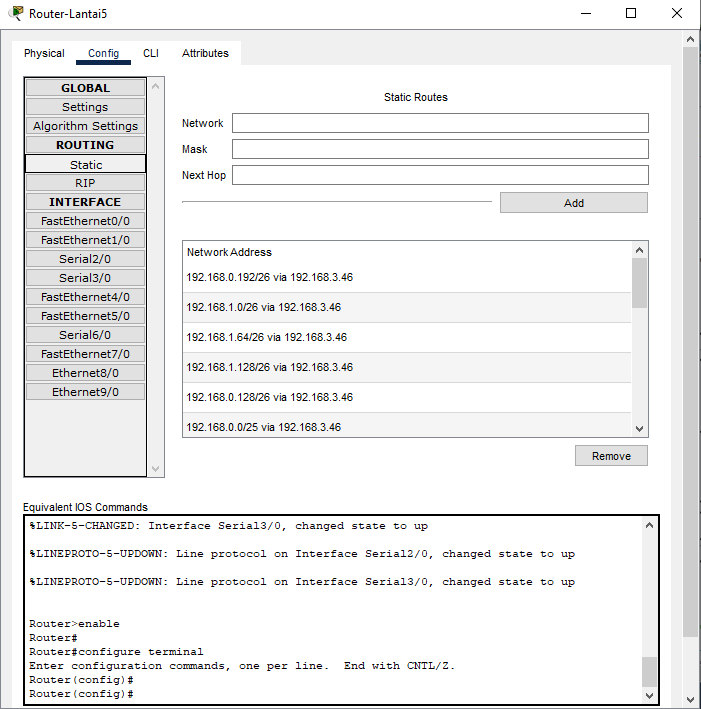 Router-Lantai5
Physical Config CLI Attributes
GLOBAL
Settings
Algorithm Settings
ROUTING
Static
RIP
INTERFACE
FastEthernet0/0
FastEthernet1/0
Serial2/0
Serial3/0
FastEthernet4/0
FastEthernet5/0
Serial6/0
FastEthernet7/0
Ethernet8/0
Ethernet9/0
Static Routes
Network
Mask
Next Hop
Add
Network Address
192.168.0.192/26 via 192.168.3.46
192.168.1.0/26 via 192.168.3.46
192.168.1.64/26 via 192.168.3.46
192.168.1.128/26 via 192.168.3.46
192.168.0.128/26 via 192.168.3.46
192.168.0.0/25 via 192.168.3.46
Remove
Equivalent IOS Commands
%LINK-5-CHANGED: Interface Serial3/0, changed state to up
%LINEPROTO-5-UPDOWN: Line protocol on Interface Serial2/0, changed state to up
%LINEPROTO-5-UPDOWN: Line protocol on Interface Serial3/0, changed state to up
Router>enable
Router#
Router#configure terminal
Enter configuration commands, one per line. End with CNTL/Z.
Router(config)#
Router(config)#